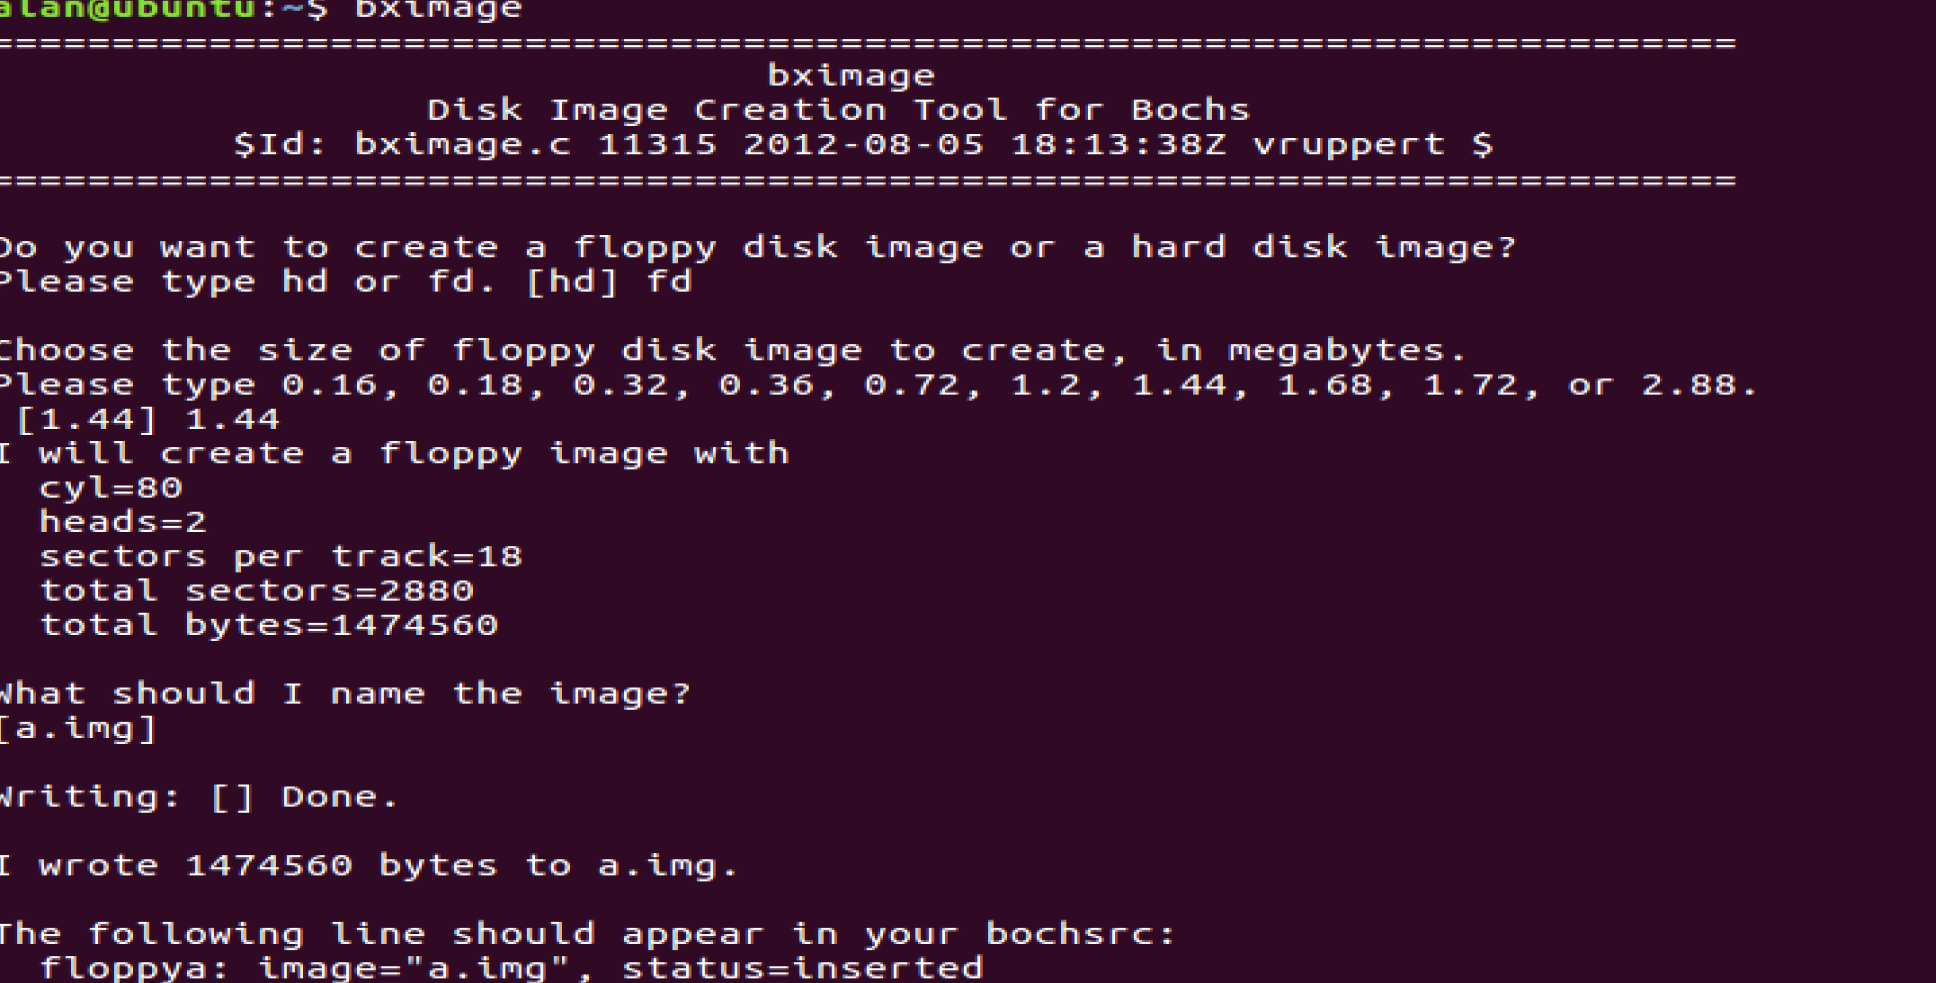 alan@ubuntu:~$ bximage
========================================================================
bximage
Disk Image Creation Tool for Bochs
$Id: bximage.c 11315 2012-08-05 18:13:38Z vruppert $
========================================================================
Do you want to create a floppy disk image or a hard disk image?
Please type hd or fd. [hd] fd
Choose the size of floppy disk image to create, in megabytes.
Please type 0.16, 0.18, 0.32, 0.36, 0.72, 1.2, 1.44, 1.68, 1.72, or 2.88.
[1.44] 1.44
I will create a floppy image with
cyl=80
heads=2
sectors per track=18
total sectors=2880
total bytes=1474560
What should I name the image?
[a.img]
Writing: [] Done.
I wrote 1474560 bytes to a.img.
The following line should appear in your bochsrc:
floppya: image="a.img", status=inserted